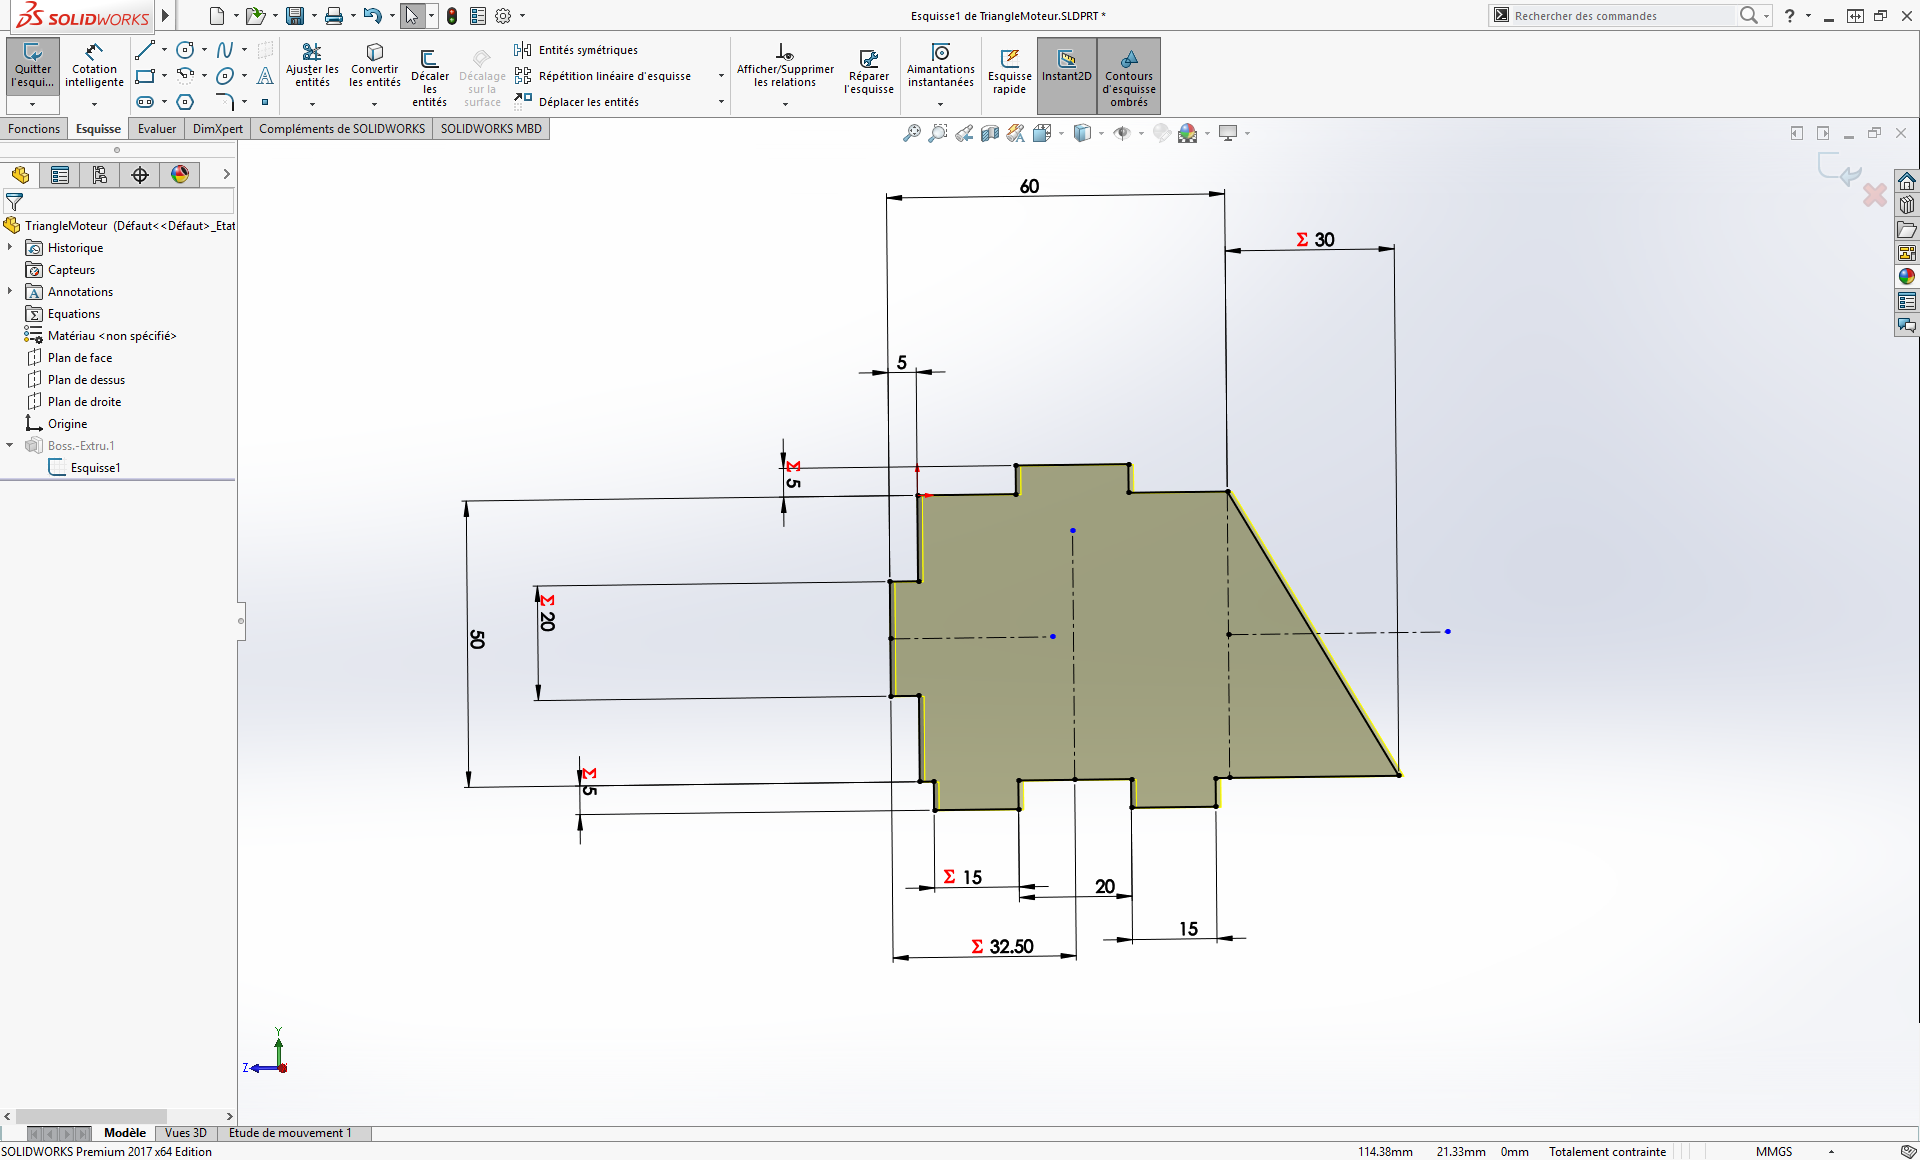 SOLIDWORKS
Esquisse1 de TriangleMoteur.SLDPRT *
Rechercher des commandes
Quitter l'esqui...
Cotation intelligente
Ajuster les entités
Convertir les entités
Décaler les entités
Décalage sur la surface
Entités symétriques
Répétition linéaire d'esquisse
Déplacer les entités
Afficher/Supprimer les relations
Réparer l'esquisse
Aimantations instantanées
Esquisse rapide
Instant2D
Contours d'esquisse ombrés
Fonctions
Esquisse
Evaluer
DimXpert
Compléments de SOLIDWORKS
SOLIDWORKS MBD
TriangleMoteur (Défaut<<Défaut>_Etat
Historique
Capteurs
Annotations
Equations
Matériau <non spécifié>
Plan de face
Plan de dessus
Plan de droite
Origine
Boss.-Extru.1
Esquisse1
60
Σ 30
5
Σ 5
50
Σ 20
Σ 5
Σ 15
20
15
Σ 32.50
Y
Z
Modèle
Vues 3D
Etude de mouvement 1
SOLIDWORKS Premium 2017 x64 Edition
114.38mm
21.33mm
0mm
Totalement contrainte
MMGS